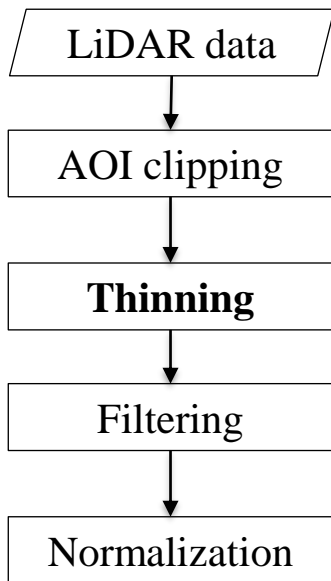 LiDAR data
AOI clipping
Thinning
Filtering
Normalization